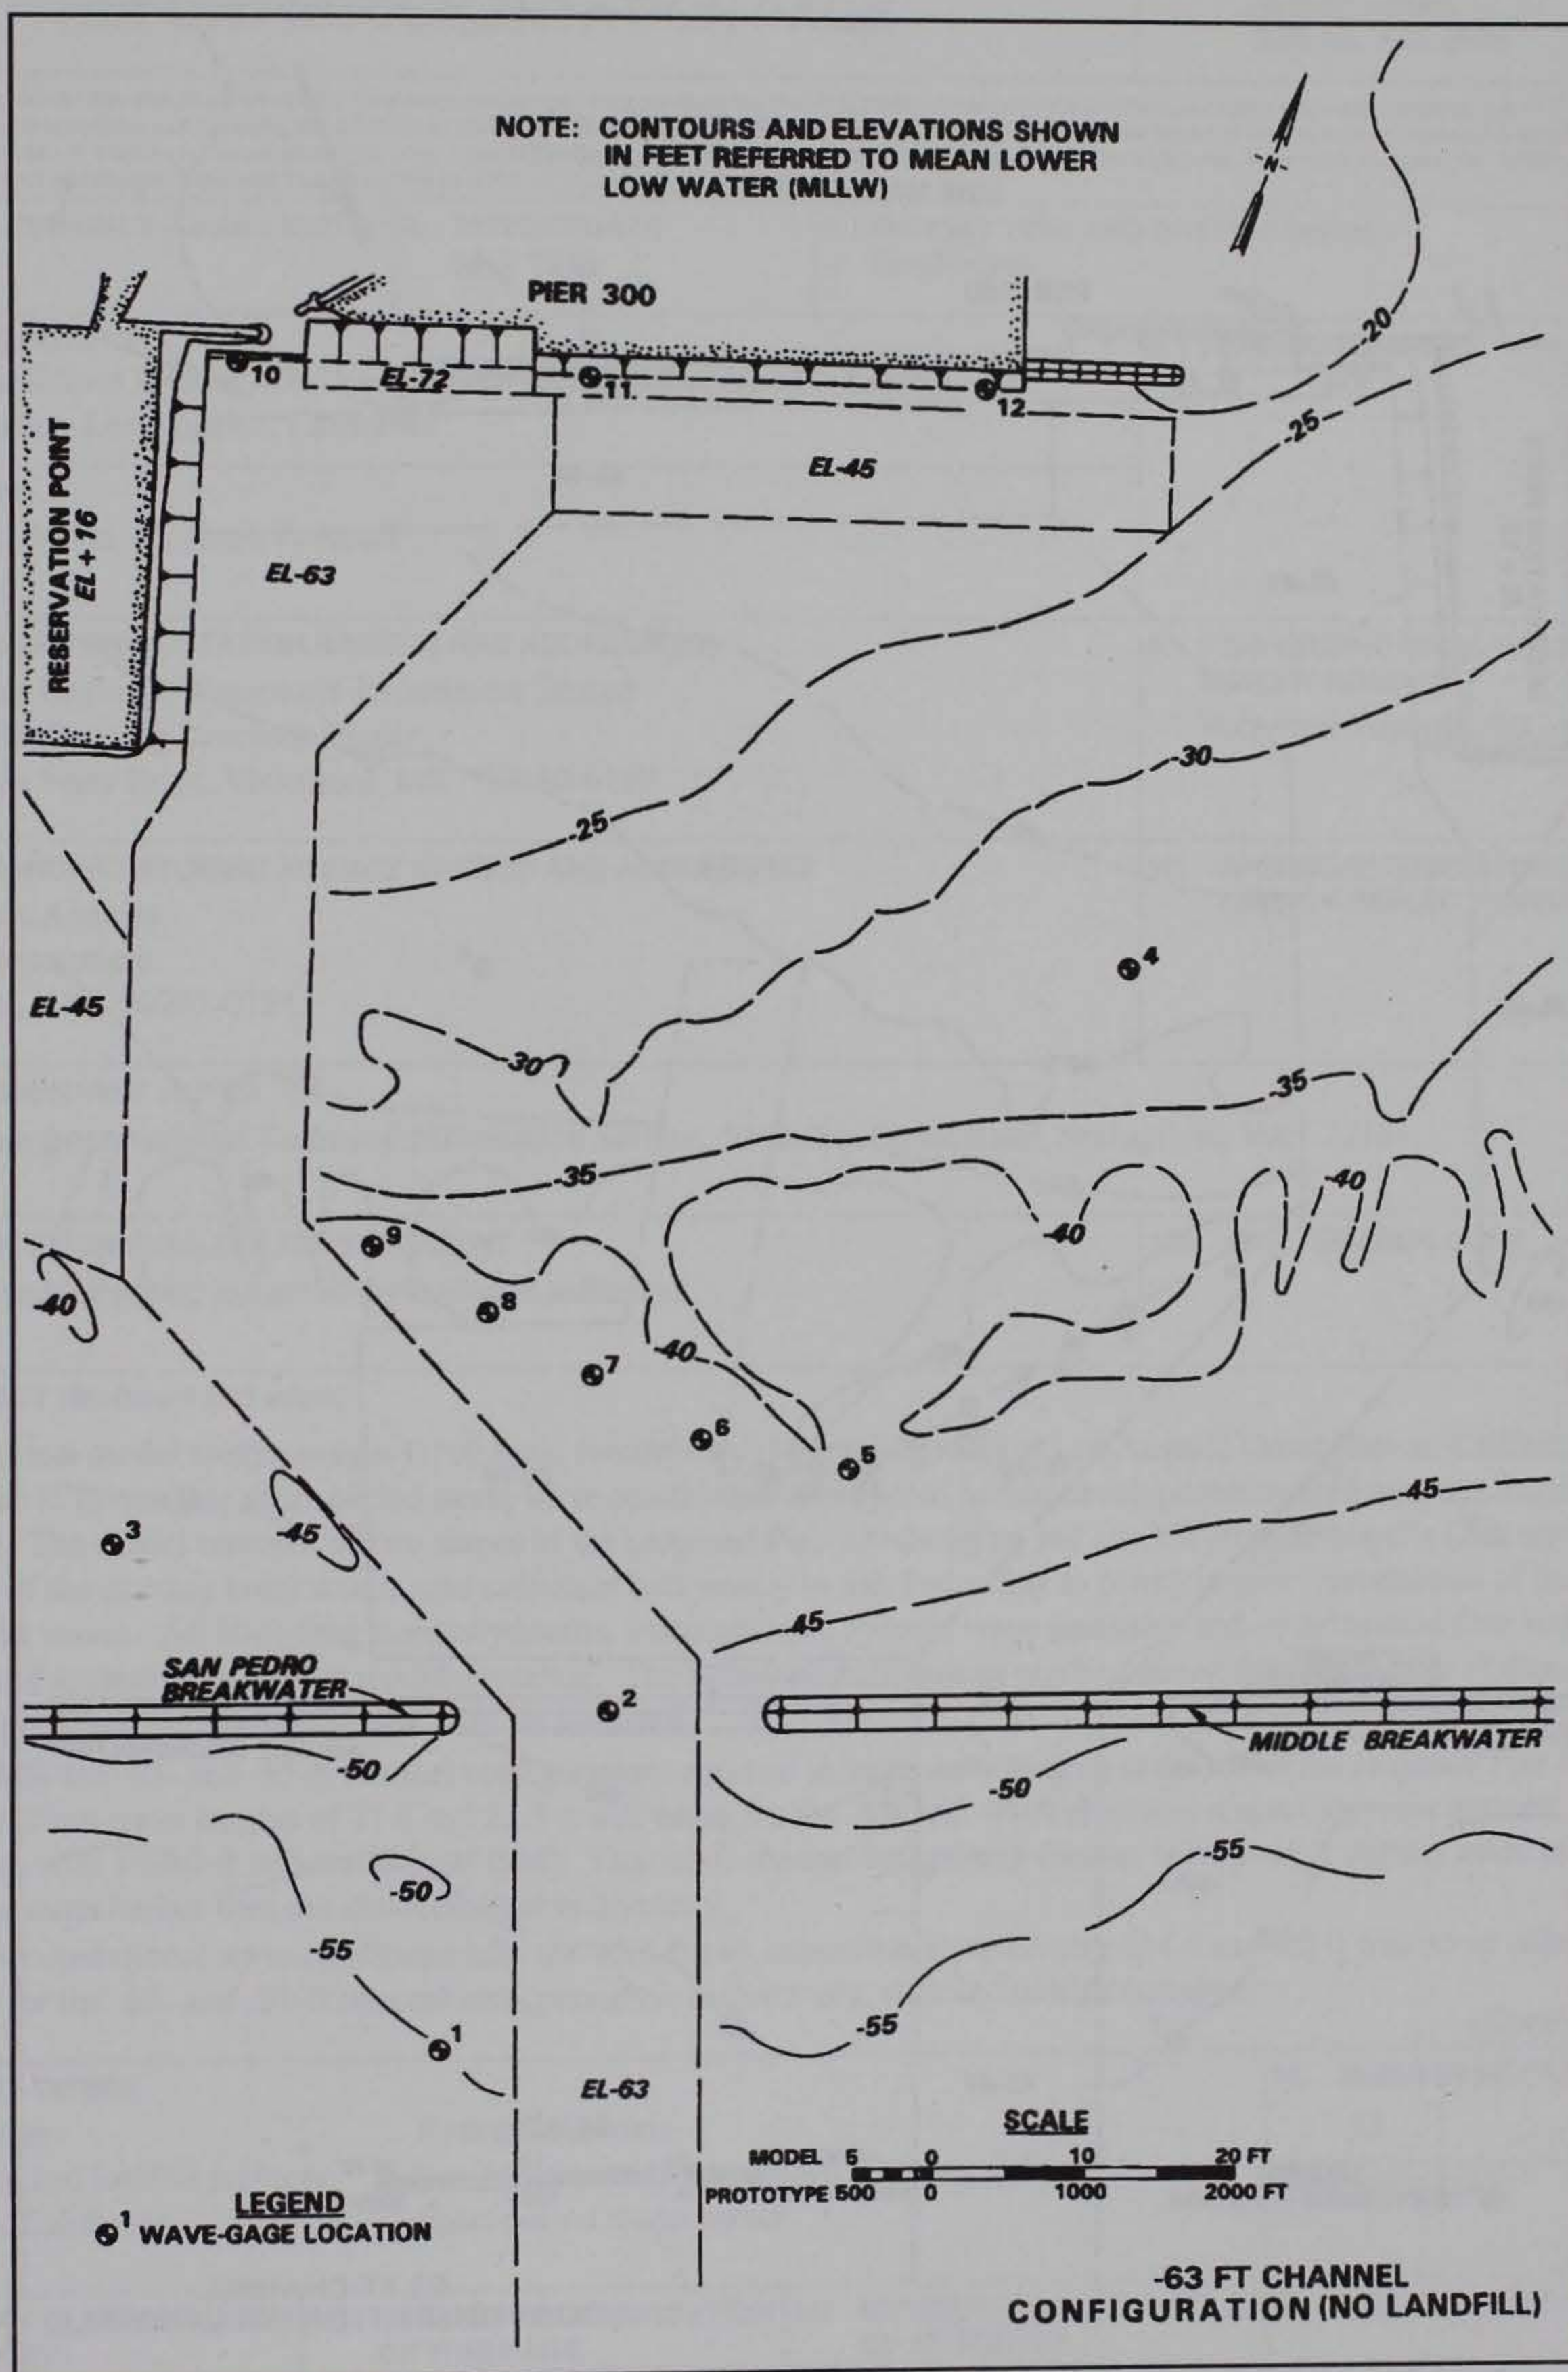 NOTE: CONTOURS AND ELEVATIONS SHOWN
IN FEET REFERRED TO MEAN LOWER
LOW WATER (MLLW)
N
-20
PIER 300
10
EL-72
11
12
-25
EL-45
RESERVATION POINT
EL + 16
EL-63
-30
-25
4
EL-45
-30
-35
-35
-40
-40
9
8
-40
7
-40
6
5
-45
3
-45
-45
SAN PEDRO
BREAKWATER
2
MIDDLE BREAKWATER
-50
-50
-55
-50
-55
-55
1
EL-63
SCALE
MODEL 5 0 10 20 FT
PROTOTYPE 500 0 1000 2000 FT
LEGEND
1 WAVE-GAGE LOCATION
-63 FT CHANNEL
CONFIGURATION (NO LANDFILL)